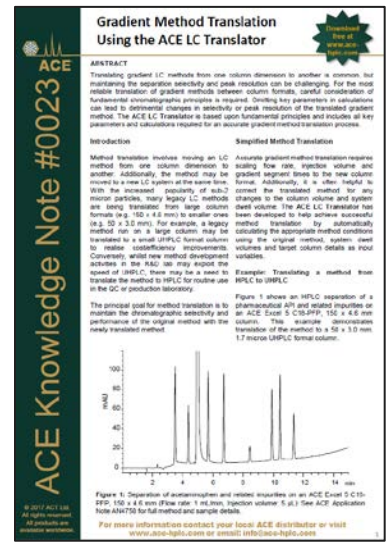 Gradient Method Translation
Using the ACE LC Translator
Download
free at
www.ace-
hplc.com
ACE
ACE Knowledge Note #0023
ABSTRACT
Translating gradient LC methods from one column dimension to another is common, but
maintaining the separation selectivity and peak resolution can be challenging. For the most
reliable translation of gradient methods between column formats, careful consideration of
fundamental chromatographic principles is required. Omitting key parameters in calculations
can lead to detrimental changes in selectivity or peak resolution of the translated gradient
method. The ACE LC Translator is based upon fundamental principles and includes all key
parameters and calculations required for an accurate gradient method translation process.
Introduction
Method translation involves moving an LC
method from one column dimension to
another. Additionally, the method may be
moved to a new LC system at the same time.
With the increased popularity of sub-2
micron particles, many legacy LC methods
are being translated from large column
formats (e.g. 150 x 4.6 mm) to smaller ones
(e.g. 50 x 3.0 mm). For example, a legacy
method run on a large column may be
translated to a small UHPLC format column
to realise cost/efficiency improvements.
Conversely, whilst new method development
activities in the R&D lab may exploit the
speed of UHPLC, there may be a need to
translate the method to HPLC for routine use
in the QC or production laboratory.
The principal goal for method translation is to
maintain the chromatographic selectivity and
performance of the original method with the
newly translated method.
Simplified Method Translation
Accurate gradient method translation requires
scaling flow rate, injection volume and
gradient segment times to the new column
format. Additionally, it is often helpful to
correct the translated method for any
changes to the column volume and system
dwell volume. The ACE LC Translator has
been developed to help achieve successful
method translation by automatically
calculating the appropriate method conditions
using the original method, system dwell
volumes and target column details as input
variables.
Example: Translating a method from
HPLC to UHPLC
Figure 1 shows an HPLC separation of a
pharmaceutical API and related impurities on
an ACE Excel 5 C18-PFP, 150 x 4.6 mm
column. This example demonstrates
translation of the method to a 50 x 3.0 mm,
1.7 micron UHPLC format column.
mAU
100
80
60
40
20
0
2 4 6 8 10 12 14 min
Figure 1: Separation of acetaminophen and related impurities on an ACE Excel 5 C18-
PFP, 150 x 4.6 mm (Flow rate: 1 mL/min, Injection volume: 5 µL). See ACE Application
Note AN4750 for full method and sample details.
© 2017 ACT Ltd.
All rights reserved.
All products are
available worldwide.
For more information contact your local ACE distributor or visit
www.ace-hplc.com or email: info@ace-hplc.com
1